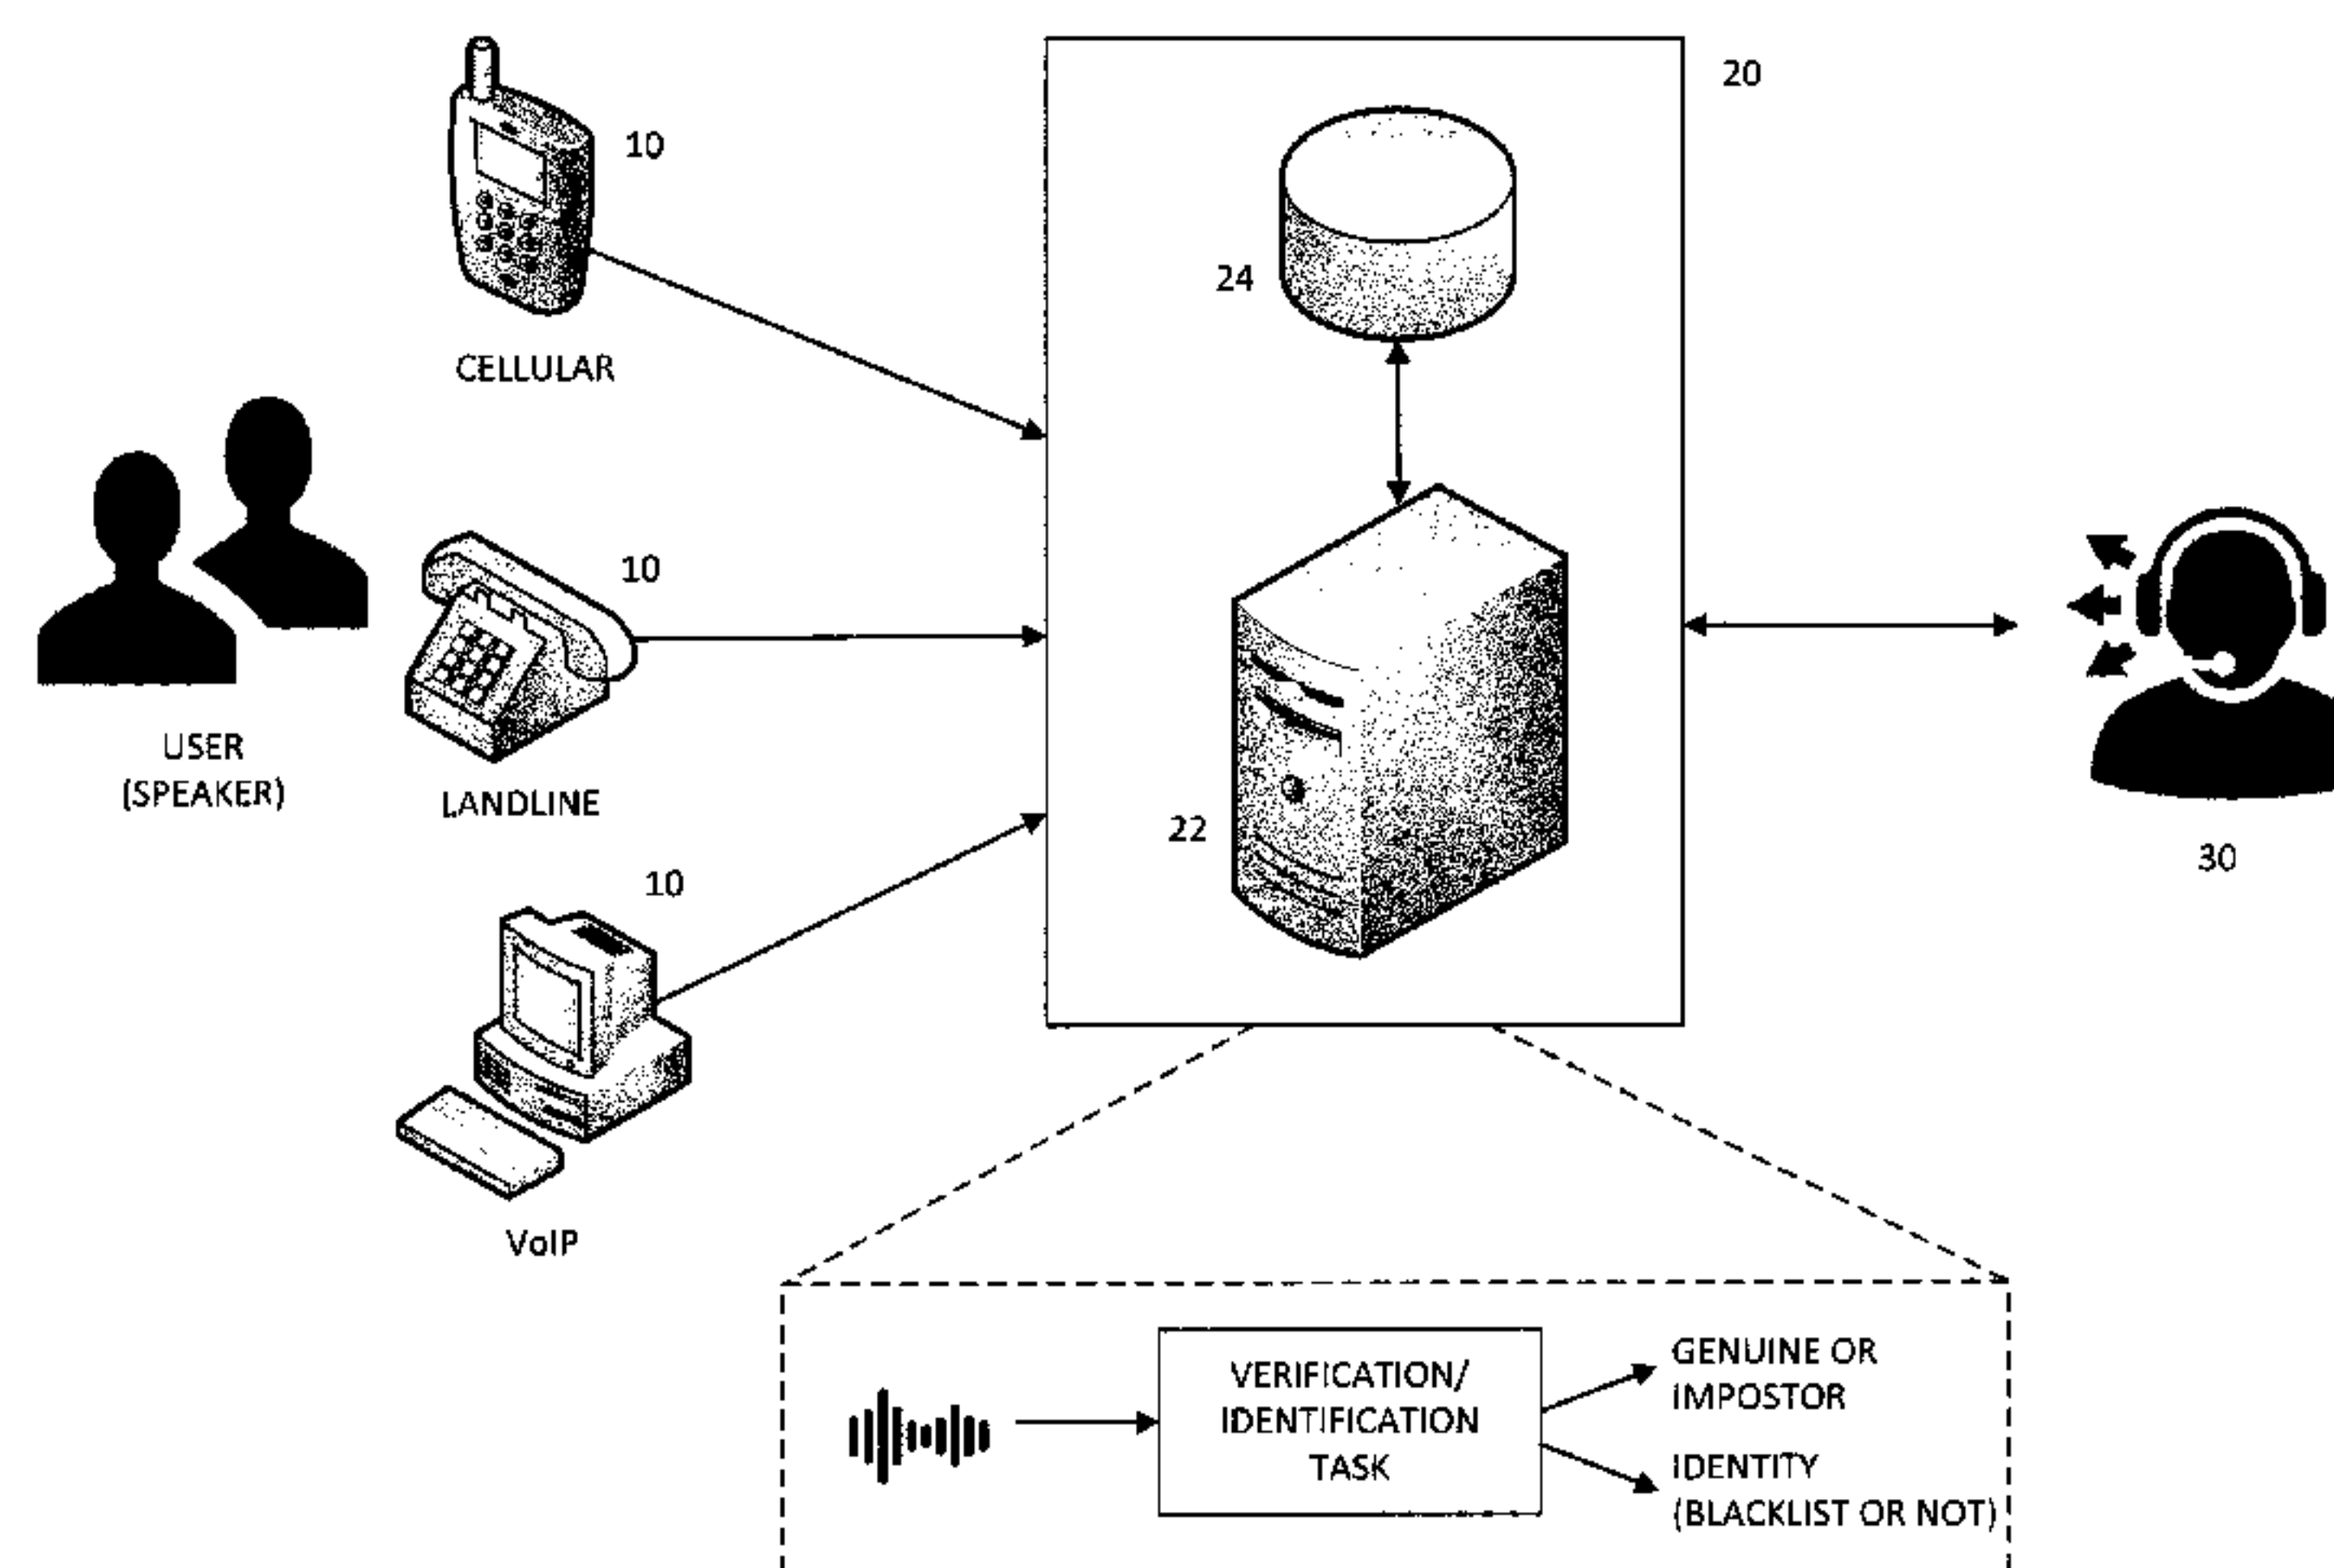 20
10
24
CELLULAR
10
USER
(SPEAKER)
LANDLINE
22
30
10
VoIP
VERIFICATION/
IDENTIFICATION
TASK
GENUINE OR
IMPOSTOR
IDENTITY
(BLACKLIST OR NOT)